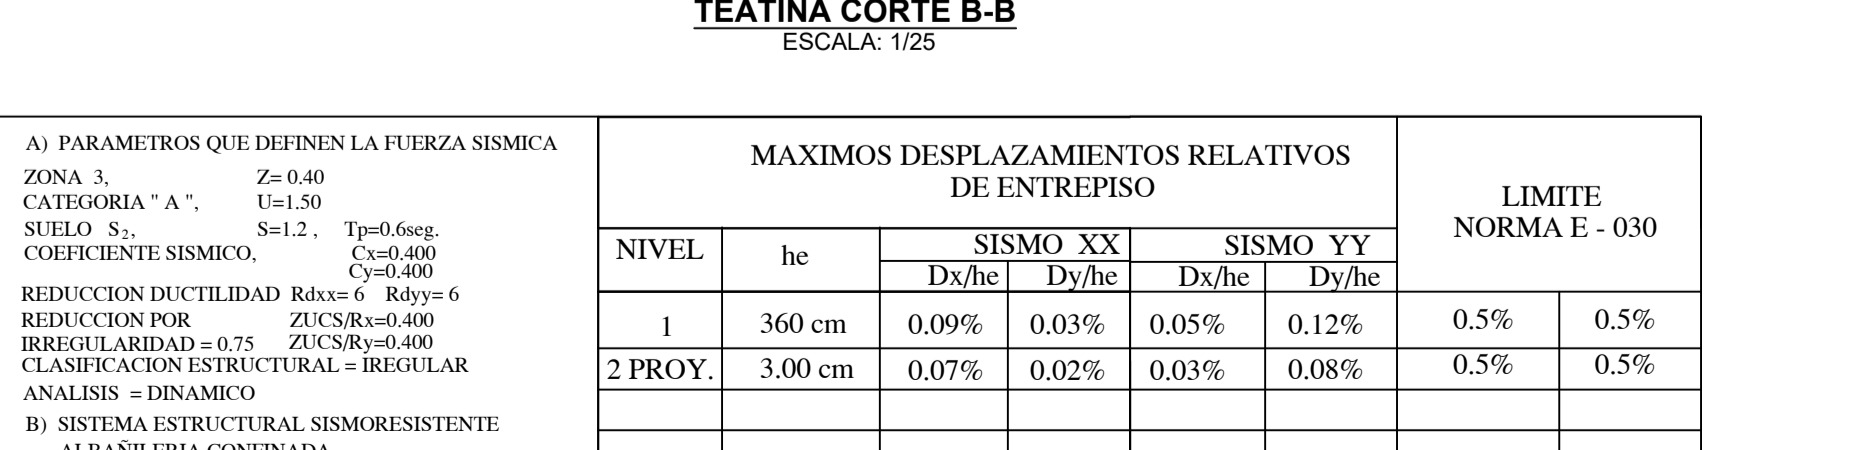 TEATINA CORTE B-B
ESCALA: 1/25
A) PARAMETROS QUE DEFINEN LA FUERZA SISMICA
ZONA 3, Z= 0.40
CATEGORIA " A ", U=1.50
SUELO S2, S=1.2 , Tp=0.6seg.
COEFICIENTE SISMICO, Cx=0.400
Cy=0.400
REDUCCION DUCTILIDAD Rdxx= 6 Rdyy= 6
REDUCCION POR ZUCS/Rx=0.400
IRREGULARIDAD = 0.75 ZUCS/Ry=0.400
CLASIFICACION ESTRUCTURAL = IREGULAR
ANALISIS = DINAMICO
B) SISTEMA ESTRUCTURAL SISMORESISTENTE
ALBAÑILERIA CONFINADA
MAXIMOS DESPLAZAMIENTOS RELATIVOS
DE ENTREPISO
LIMITE
NORMA E - 030
NIVEL he SISMO XX SISMO YY
Dx/he Dy/he Dx/he Dy/he
1 360 cm 0.09% 0.03% 0.05% 0.12% 0.5% 0.5%
2 PROY. 3.00 cm 0.07% 0.02% 0.03% 0.08% 0.5% 0.5%